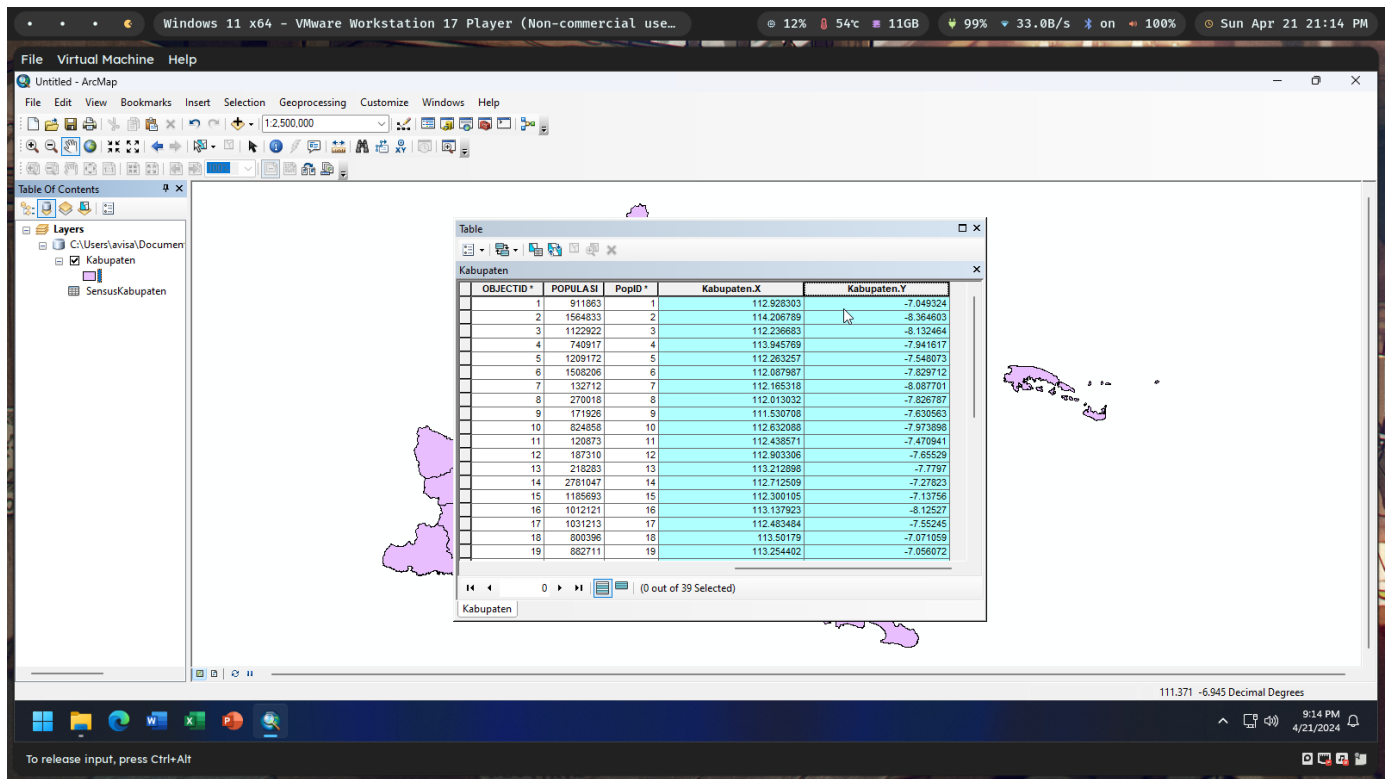 Windows 11 x64 - VMware Workstation 17 Player (Non-commercial use… 12% 54°C 11GB 99% 33.0B/s on 100% Sun Apr 21 21:14 PM
File Virtual Machine Help
Untitled - ArcMap
File Edit View Bookmarks Insert Selection Geoprocessing Customize Windows Help
1:2,500,000
Table Of Contents
Layers
C:\Users\avisa\Documen
Kabupaten
SensusKabupaten
Table
Kabupaten
OBJECTID * POPULASI PopID * Kabupaten.X Kabupaten.Y
1 911863 1 112.928303 -7.049324
2 1564833 2 114.206789 -8.364603
3 1122922 3 112.236683 -8.132464
4 740917 4 113.945769 -7.941617
5 1209172 5 112.263257 -7.548073
6 1508206 6 112.087987 -7.829712
7 132712 7 112.165318 -8.087701
8 270018 8 112.013032 -7.826787
9 171926 9 111.530708 -7.630563
10 824858 10 112.632088 -7.973898
11 120873 11 112.438571 -7.470941
12 187310 12 112.903306 -7.65529
13 218283 13 113.212898 -7.7797
14 2781047 14 112.712509 -7.27823
15 1185693 15 112.300105 -7.13756
16 1012121 16 113.137923 -8.12527
17 1031213 17 112.483484 -7.55245
18 800396 18 113.50179 -7.071059
19 882711 19 113.254402 -7.056072
0 (0 out of 39 Selected)
Kabupaten
111.371 -6.945 Decimal Degrees
9:14 PM
4/21/2024
To release input, press Ctrl+Alt